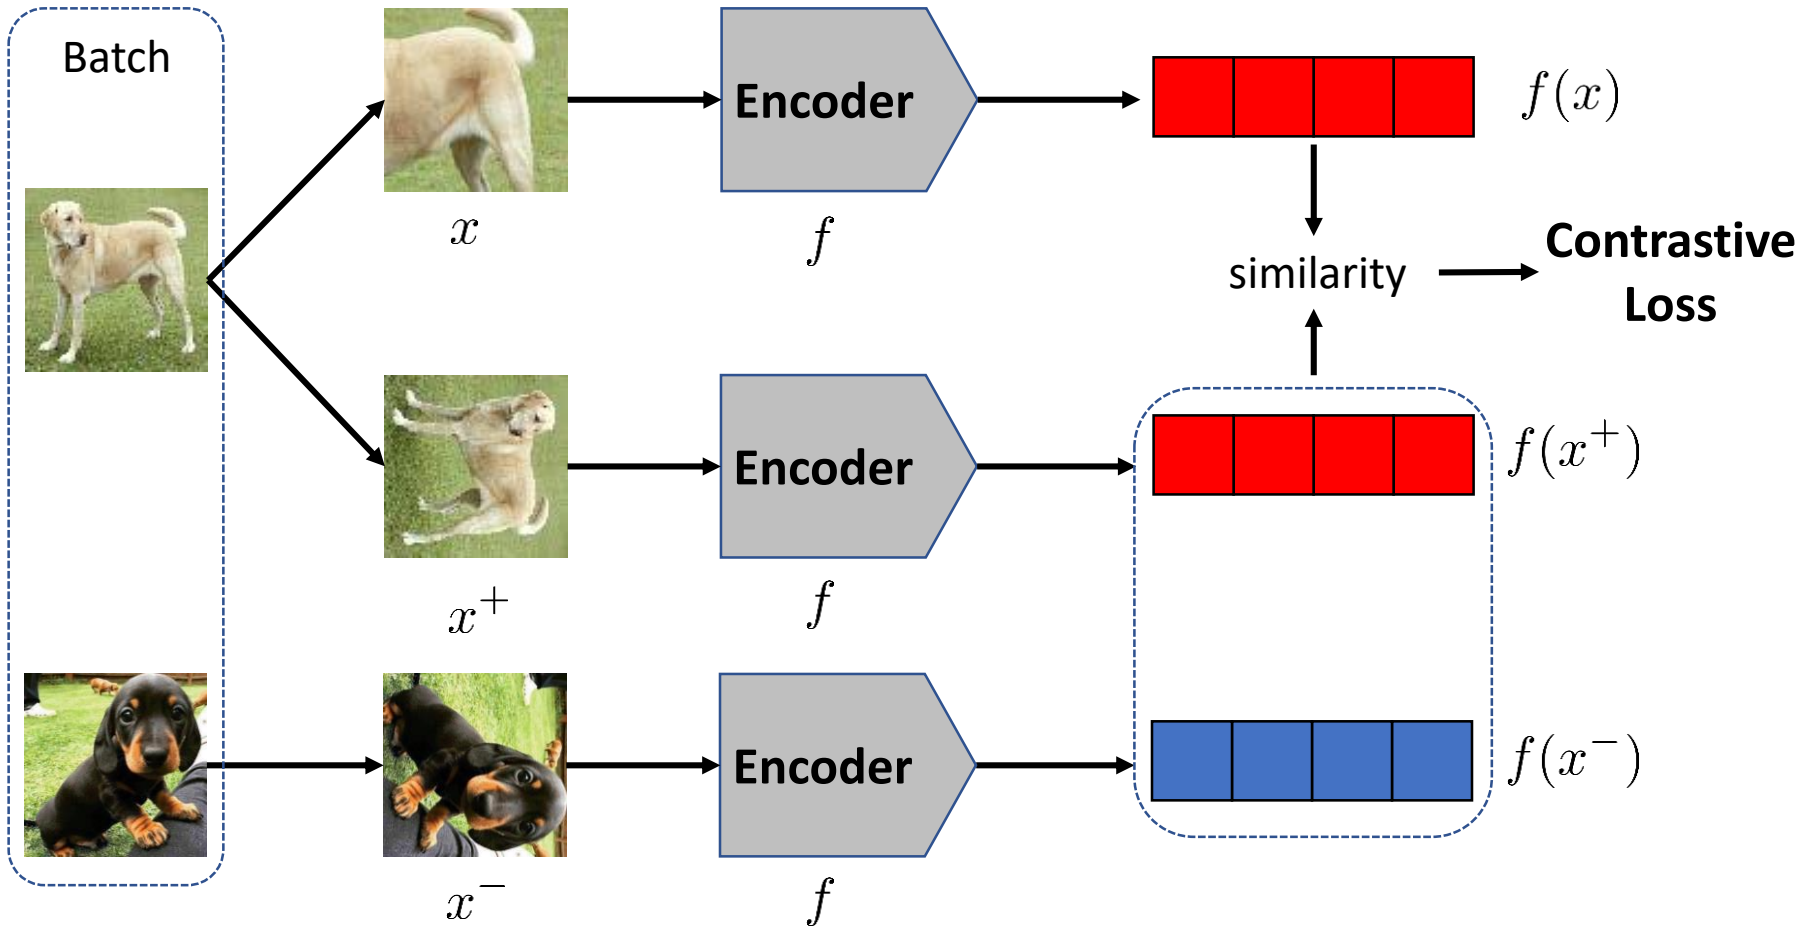 Batch
Encoder
f(x)
x
f
Contrastive
Loss
similarity
Encoder
f(x⁺)
x⁺
f
Encoder
f(x⁻)
x⁻
f